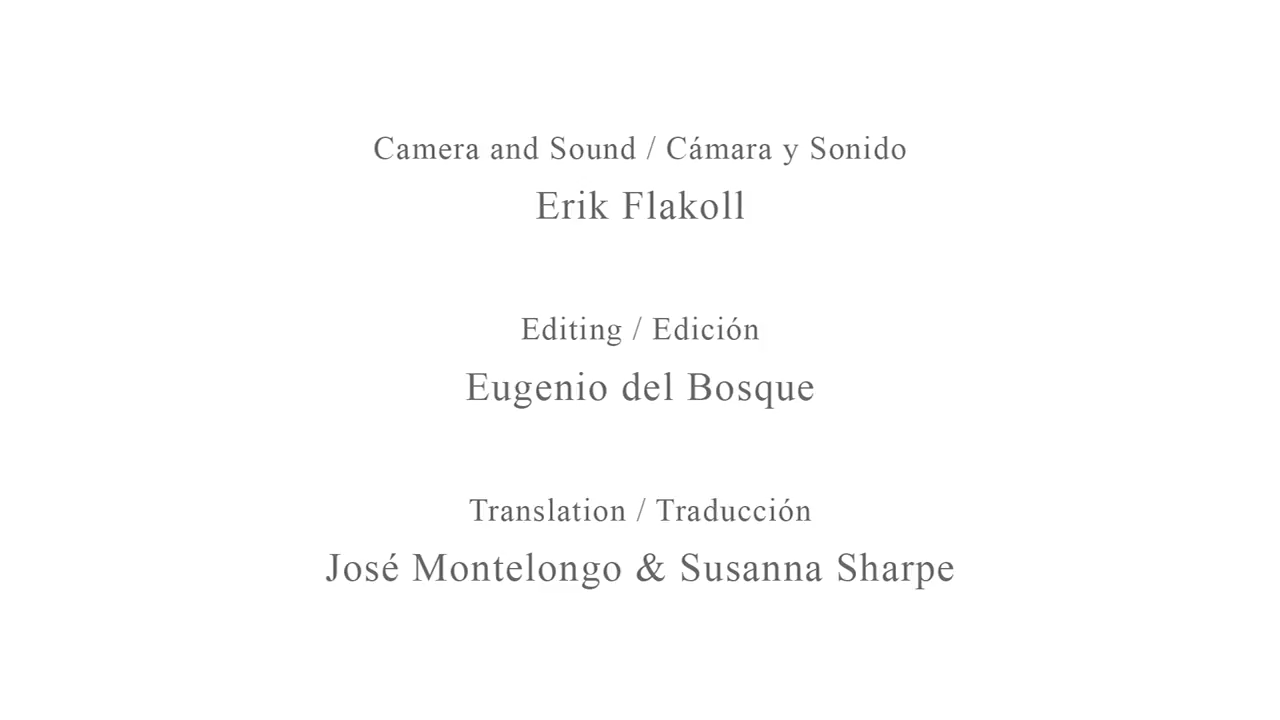 Camera and Sound / Cámara y Sonido
Erik Flakoll
Editing / Edición
Eugenio del Bosque
Translation / Traducción
José Montelongo & Susanna Sharpe